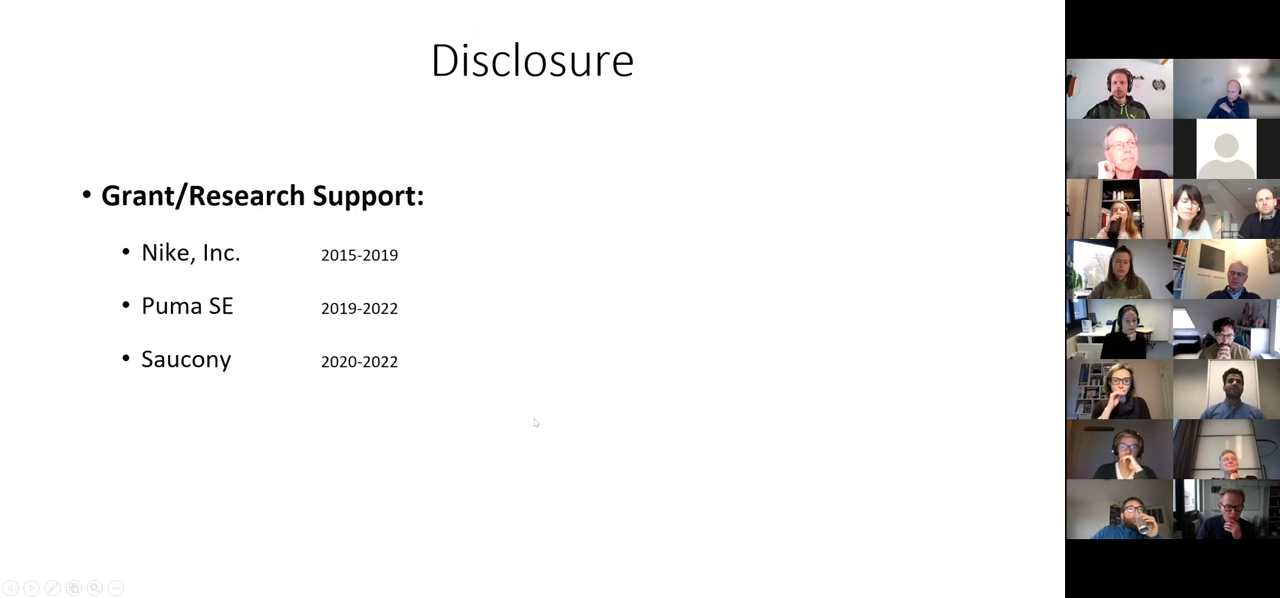 Disclosure
• Grant/Research Support:
• Nike, Inc. 2015-2019
• Puma SE 2019-2022
• Saucony 2020-2022